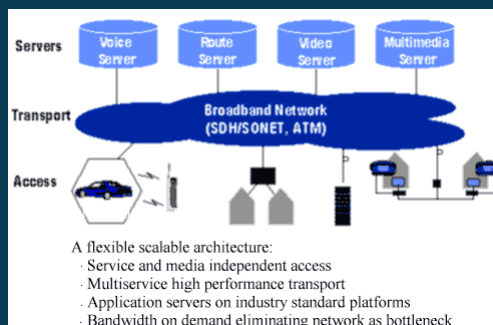 Servers
Voice Server
Route Server
Video Server
Multimedia Server
Transport
Broadband Network
(SDH/SONET, ATM)
Access
A flexible scalable architecture:
· Service and media independent access
· Multiservice high performance transport
· Application servers on industry standard platforms
· Bandwidth on demand eliminating network as bottleneck